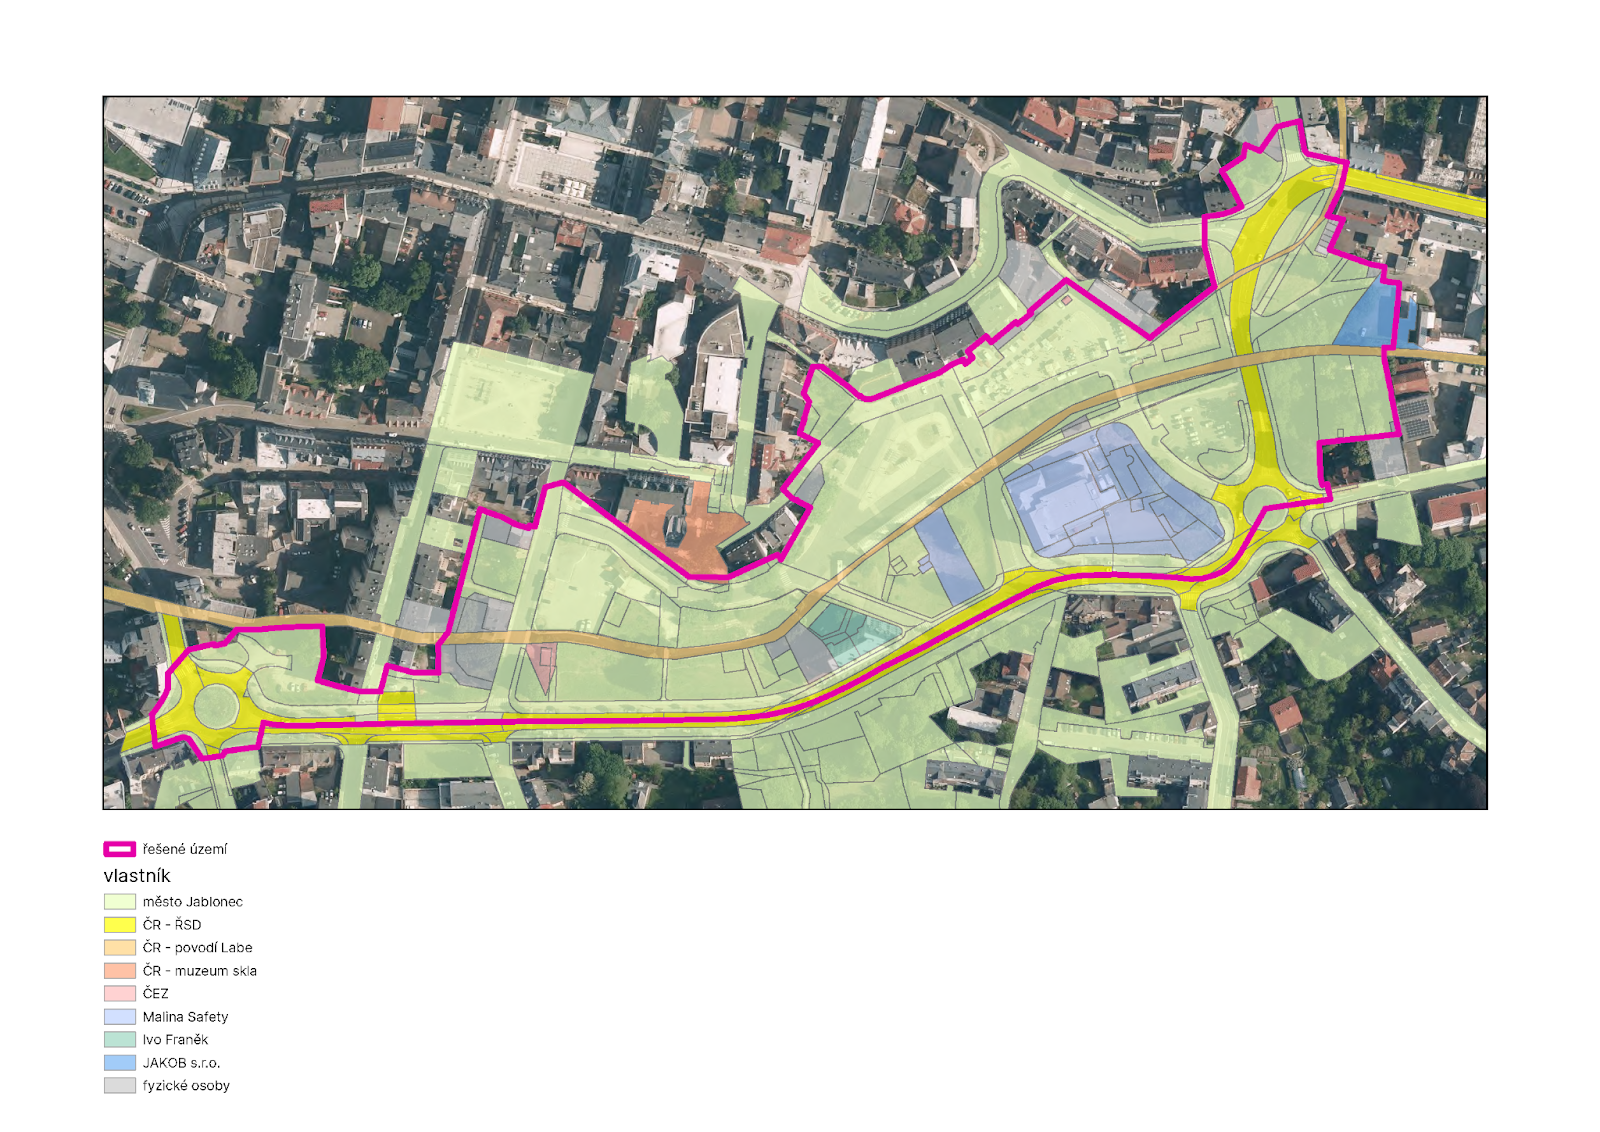 řešené území
vlastník
město Jablonec
ČR - ŘSD
ČR - povodí Labe
ČR - muzeum skla
ČEZ
Malina Safety
Ivo Franěk
JAKOB s.r.o.
fyzické osoby